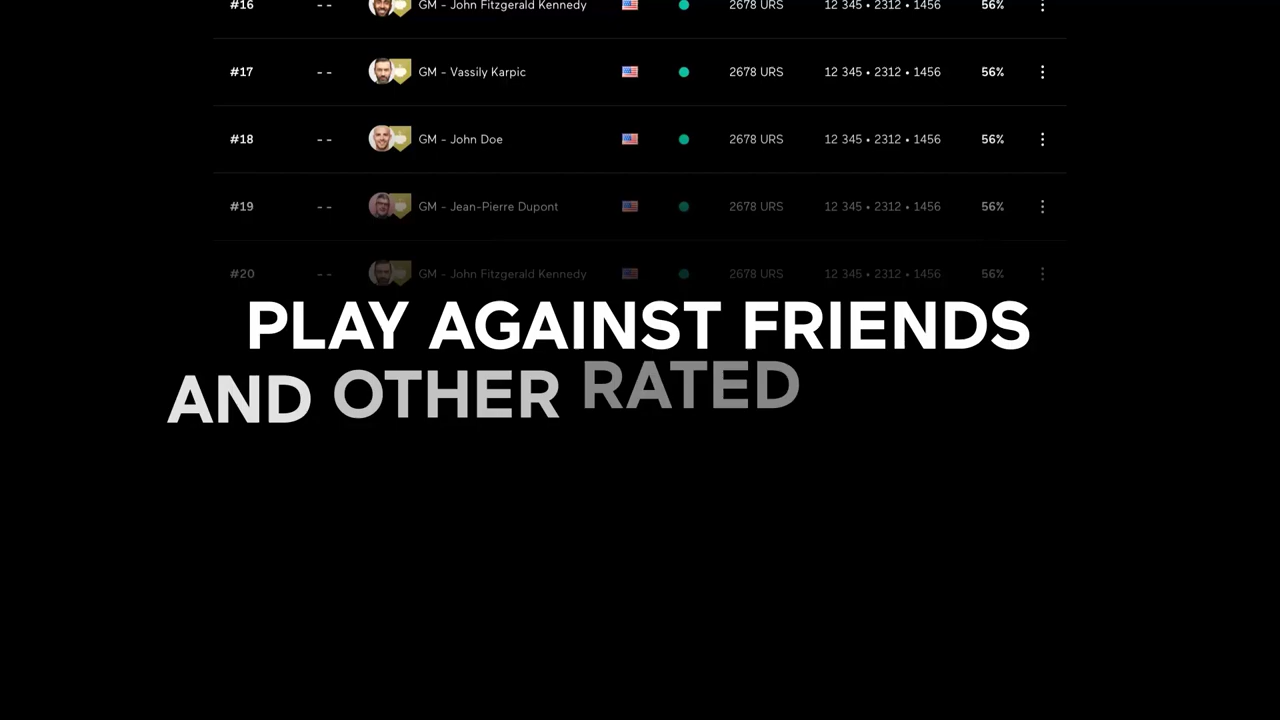 #16 -- GM - John Fitzgerald Kennedy 2678 URS 12 345 • 2312 • 1456 56%
#17 -- GM - Vassily Karpic 2678 URS 12 345 • 2312 • 1456 56%
#18 -- GM - John Doe 2678 URS 12 345 • 2312 • 1456 56%
#19 -- GM - Jean-Pierre Dupont 2678 URS 12 345 • 2312 • 1456 56%
#20 -- GM - John Fitzgerald Kennedy 2678 URS 12 345 • 2312 • 1456 56%
PLAY AGAINST FRIENDS
AND OTHER RATED